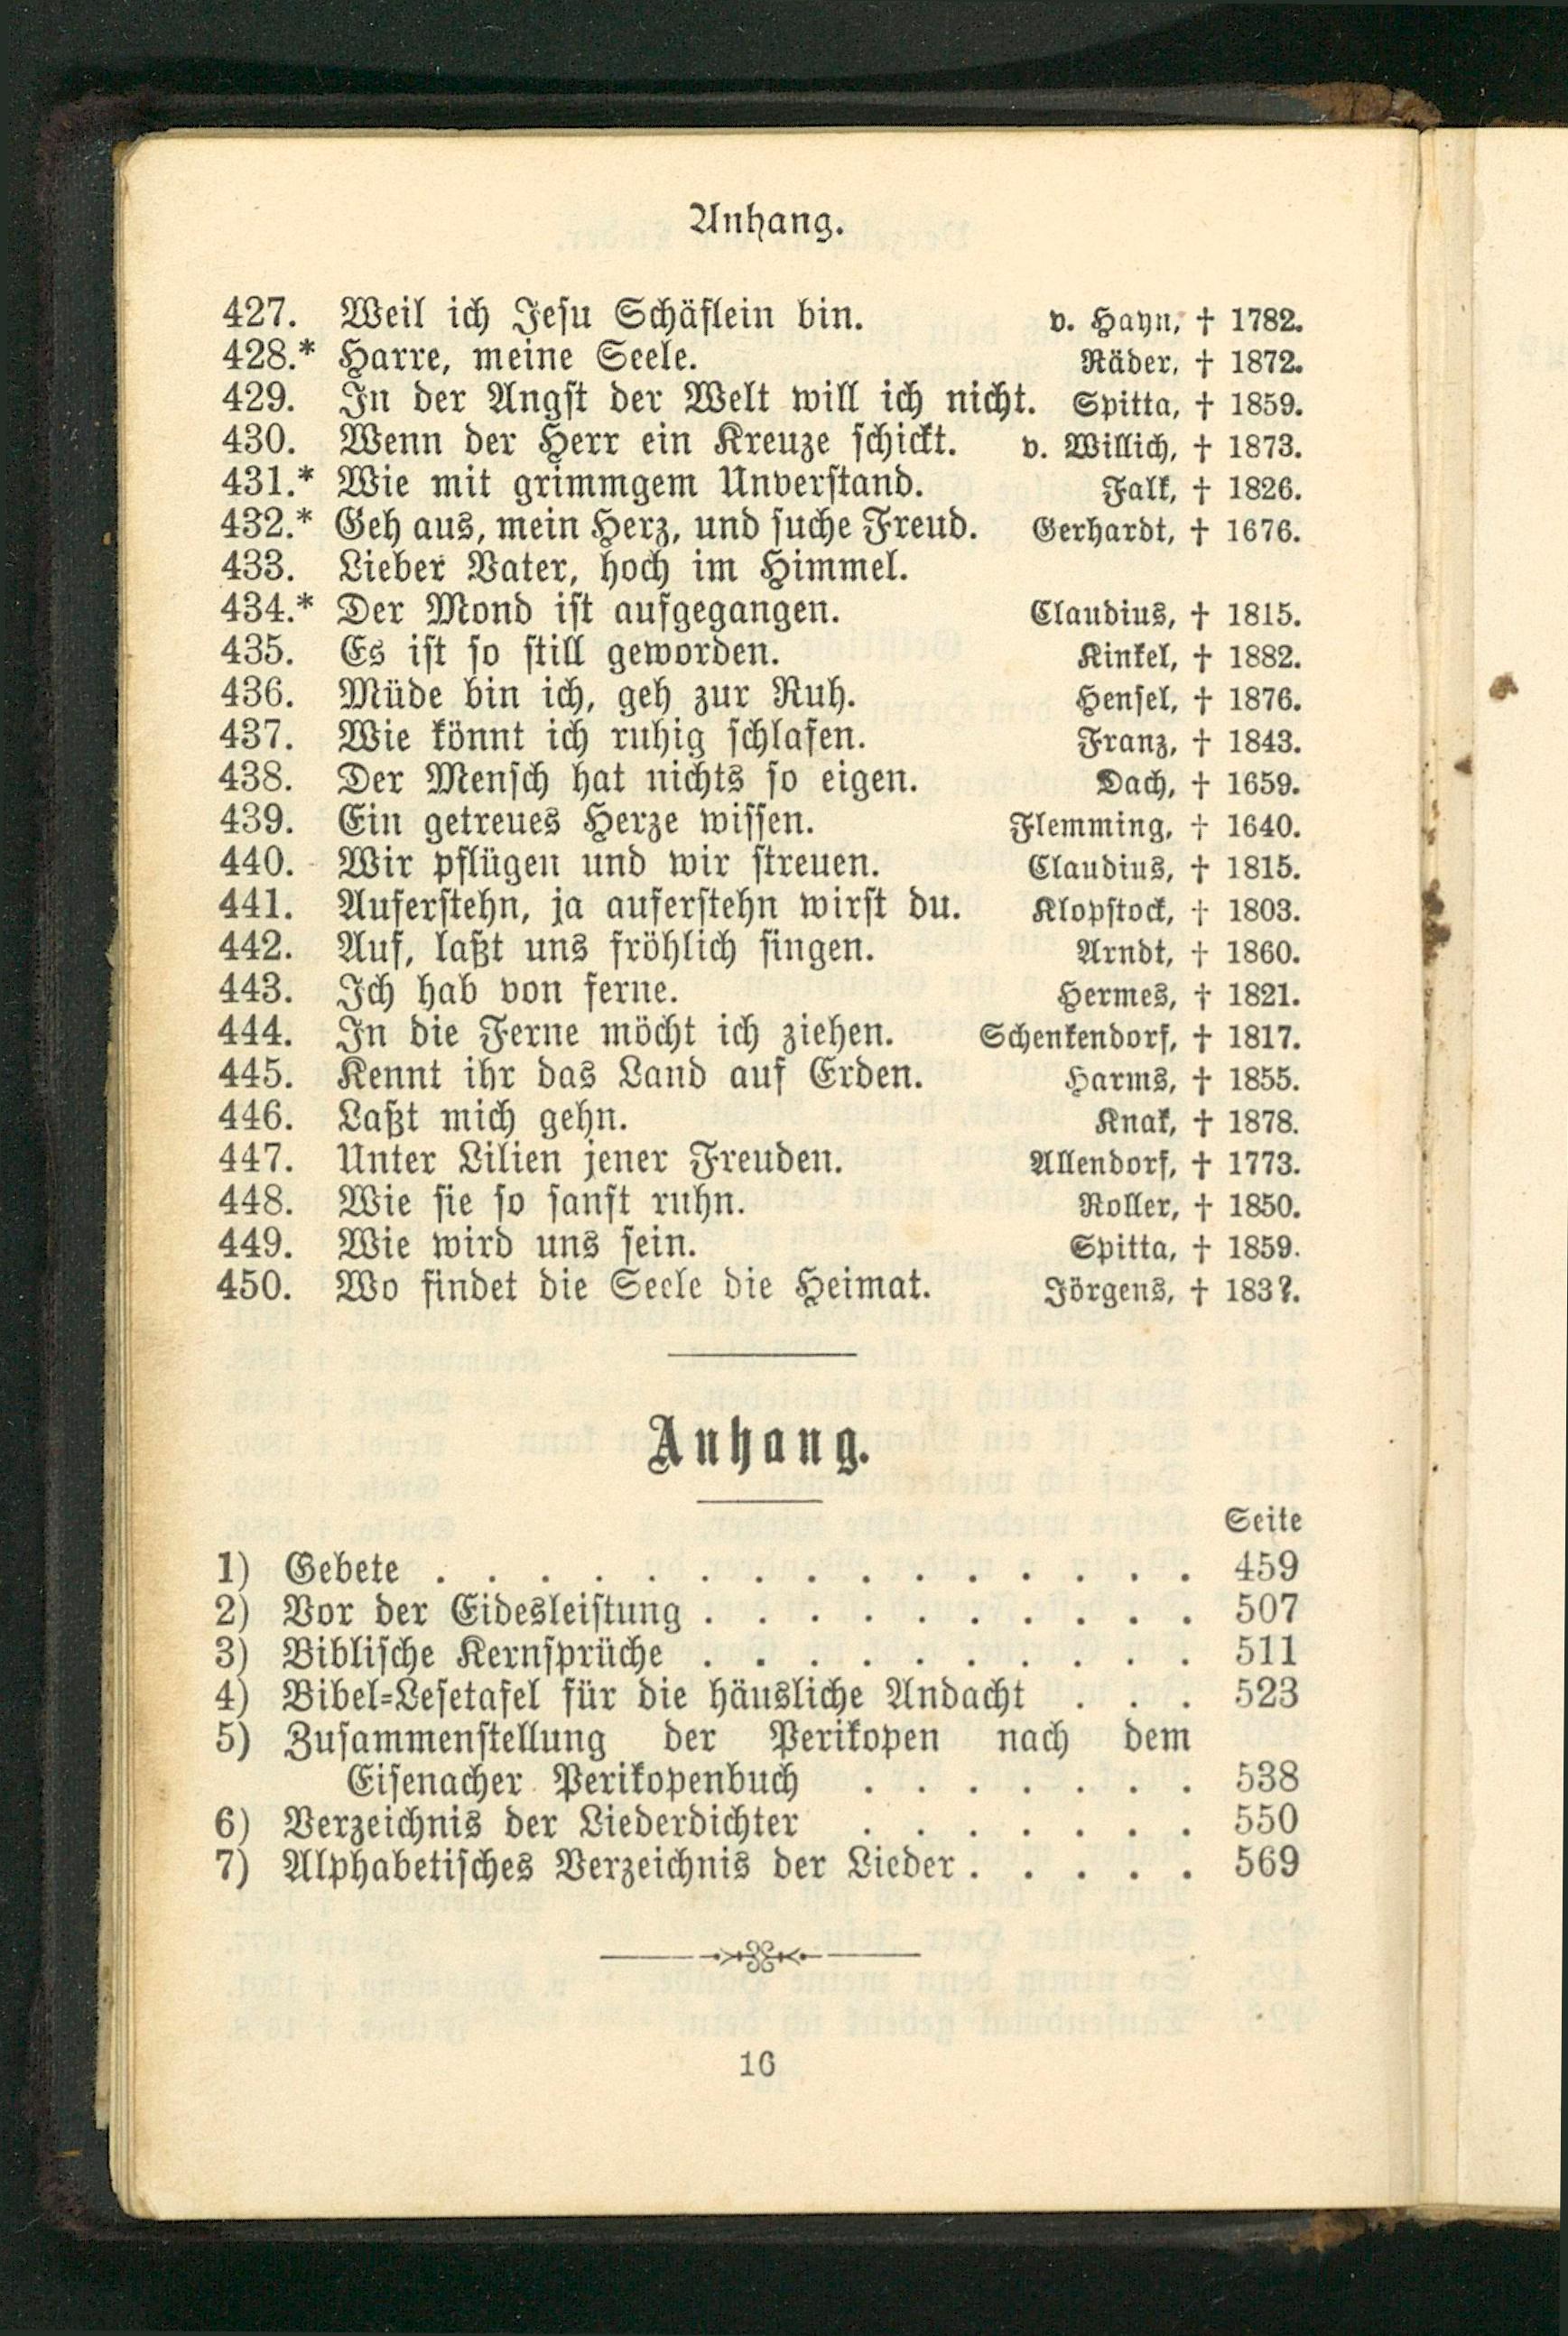 Anhang.
427. Weil ich Jesu Schäflein bin. v. Hayn, † 1782.
428.* Harre, meine Seele. Räder, † 1872.
429. In der Angst der Welt will ich nicht. Spitta, † 1859.
430. Wenn der Herr ein Kreuze schickt. v. Willich, † 1873.
431.* Wie mit grimmgem Unverstand. Falk, † 1826.
432.* Geh aus, mein Herz, und suche Freud. Gerhardt, † 1676.
433. Lieber Vater, hoch im Himmel.
434.* Der Mond ist aufgegangen. Claudius, † 1815.
435. Es ist so still geworden. Kinkel, † 1882.
436. Müde bin ich, geh zur Ruh. Hensel, † 1876.
437. Wie könnt ich ruhig schlafen. Franz, † 1843.
438. Der Mensch hat nichts so eigen. Dach, † 1659.
439. Ein getreues Herze wissen. Flemming, † 1640.
440. Wir pflügen und wir streuen. Claudius, † 1815.
441. Auferstehn, ja auferstehn wirst du. Klopstock, † 1803.
442. Auf, laßt uns fröhlich singen. Arndt, † 1860.
443. Ich hab von ferne. Hermes, † 1821.
444. In die Ferne möcht ich ziehen. Schenkendorf, † 1817.
445. Kennt ihr das Land auf Erden. Harms, † 1855.
446. Laßt mich gehn. Knak, † 1878.
447. Unter Lilien jener Freuden. Allendorf, † 1773.
448. Wie sie so sanft ruhn. Roller, † 1850.
449. Wie wird uns sein. Spitta, † 1859.
450. Wo findet die Seele die Heimat. Jörgens, † 183?.
Anhang.
Seite
1) Gebete . . . . . . . . . . . . . . . 459
2) Vor der Eidesleistung . . . . . . . . . . 507
3) Biblische Kernsprüche . . . . . . . . . . 511
4) Bibel-Lesetafel für die häusliche Andacht . . . 523
5) Zusammenstellung der Perikopen nach dem
Eisenacher Perikopenbuch . . . . . . . 538
6) Verzeichnis der Liederdichter . . . . . . . 550
7) Alphabetisches Verzeichnis der Lieder . . . . . 569
16